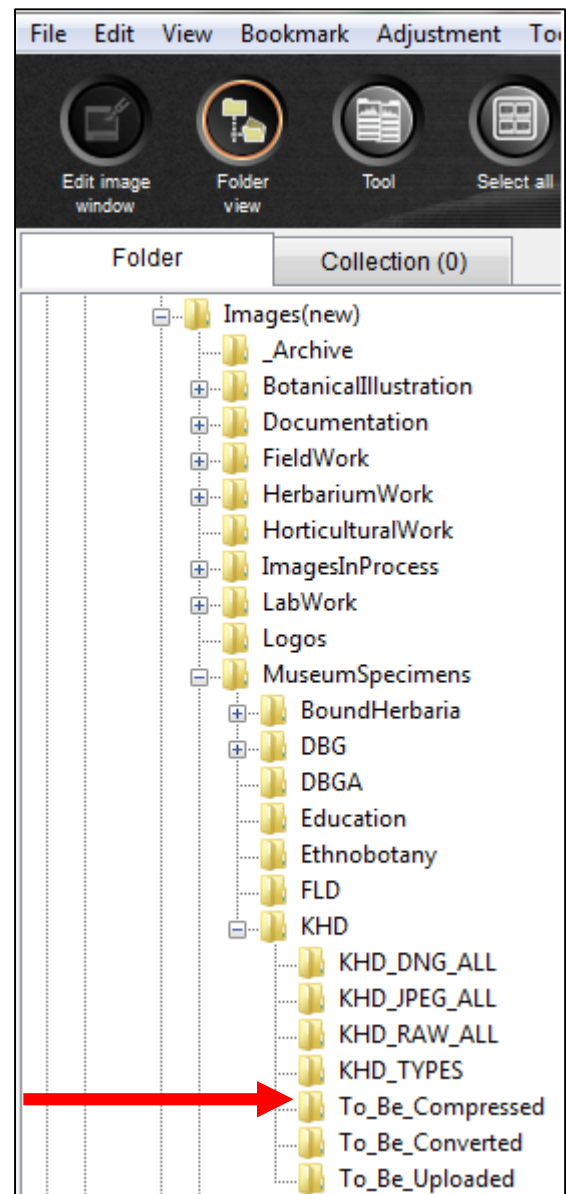 File Edit View Bookmark Adjustment
Edit image window Folder view Tool Select all
Folder Collection (0)
Images(new)
_Archive
BotanicalIllustration
Documentation
FieldWork
HerbariumWork
HorticulturalWork
ImagesInProcess
LabWork
Logos
MuseumSpecimens
BoundHerbaria
DBG
DBGA
Education
Ethnobotany
FLD
KHD
KHD_DNG_ALL
KHD_JPEG_ALL
KHD_RAW_ALL
KHD_TYPES
To_Be_Compressed
To_Be_Converted
To_Be_Uploaded